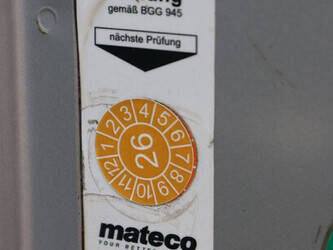 gemäß BGG 945
nächste Prüfung
1 2 3 4 5 6 7 8 9 10 11 12
26
mateco